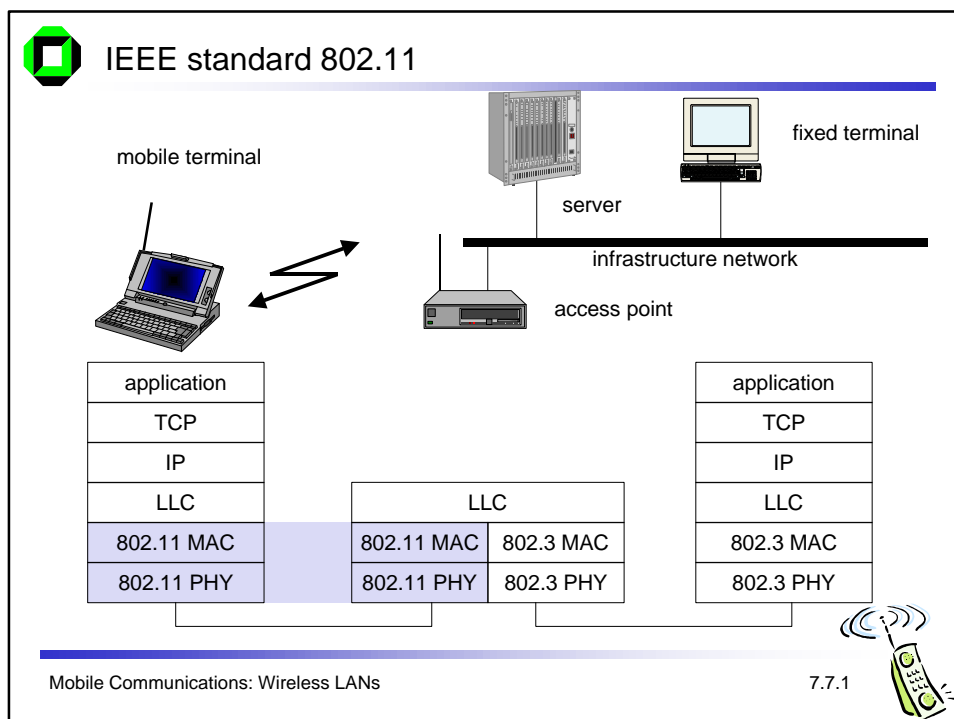 IEEE standard 802.11
mobile terminal
fixed terminal
server
infrastructure network
access point
application
TCP
IP
LLC
802.11 MAC
802.11 PHY
LLC
802.11 MAC 802.3 MAC
802.11 PHY 802.3 PHY
application
TCP
IP
LLC
802.3 MAC
802.3 PHY
Mobile Communications: Wireless LANs
7.7.1